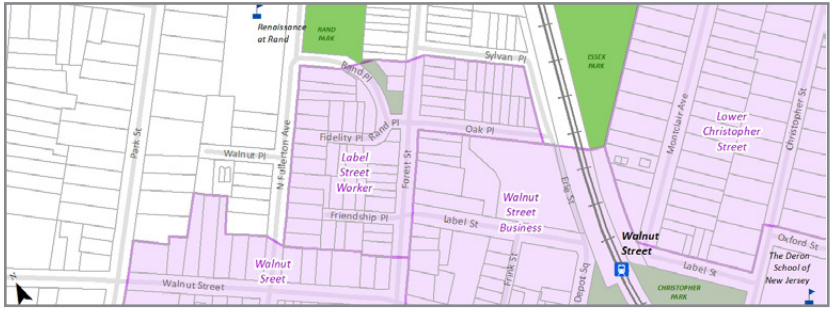 Renaissance
at Rand
RAND
PARK
Sylvan Pl
ESSEX
PARK
Rand Pl
Rand Pl
Fidelity Pl
Oak Pl
Park St
N Fullerton Ave
Walnut Pl
Label
Street
Worker
Forest St
Friendship Pl
Label St
Walnut
Street
Business
Erie St
Montclair Ave
Lower
Christopher
Street
Christopher St
Walnut
Street
Label St
Oxford St
The Deron
School of
New Jersey
Walnut
Sreet
Walnut Street
Frink St
Depot Sq
CHRISTOPHER
PARK
N